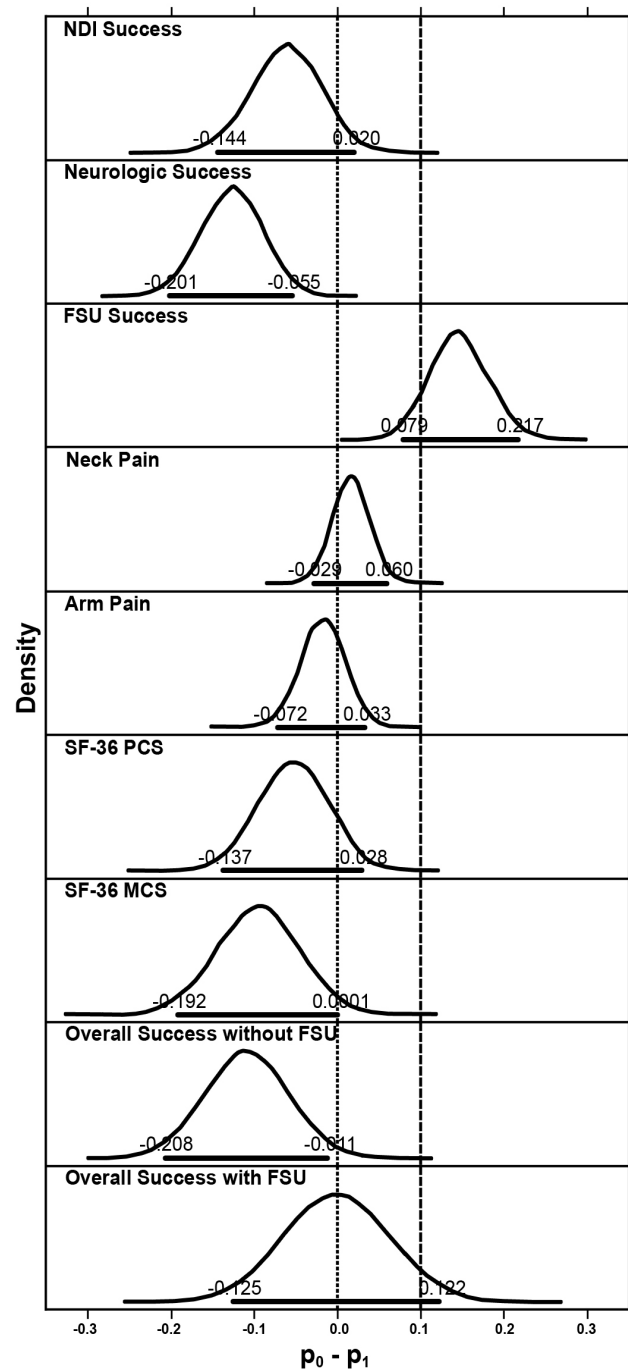 NDI Success
-0.144 0.020
Neurologic Success
-0.201 -0.055
FSU Success
0.079 0.217
Neck Pain
-0.029 0.060
Arm Pain
-0.072 0.033
SF-36 PCS
-0.137 0.028
SF-36 MCS
-0.192 0.0001
Overall Success without FSU
-0.208 -0.011
Overall Success with FSU
-0.125 0.122
Density
-0.3 -0.2 -0.1 0.0 0.1 0.2 0.3
p₀ - p₁